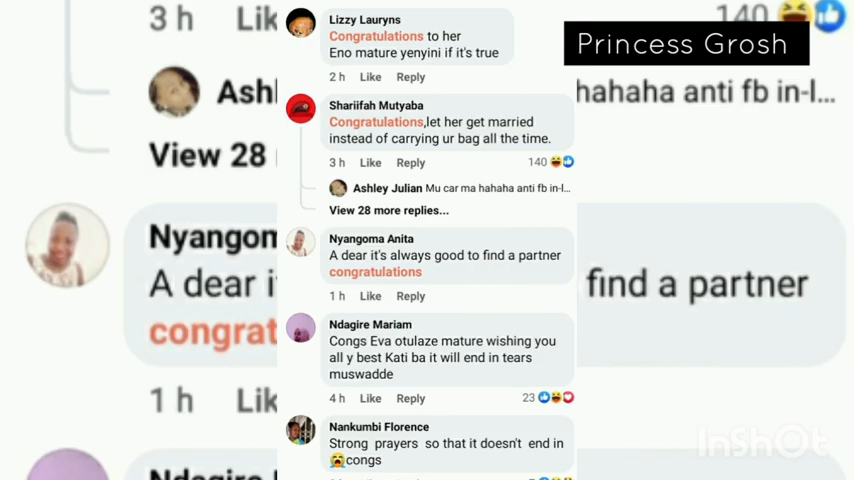 3 h Lik
140
Princess Grosh
Ash
hahaha anti fb in-l...
View 28
Nyangom
A dear i
find a partner
congrat
1 h Lik
Ndagire M
Lizzy Lauryns
Congratulations to her
Eno mature yenyini if it's true
2 h Like Reply
Shariifah Mutyaba
Congratulations,let her get married
instead of carrying ur bag all the time.
3 h Like Reply 140
Ashley Julian Mu car ma hahaha anti fb in-l...
View 28 more replies...
Nyangoma Anita
A dear it's always good to find a partner
congratulations
1 h Like Reply
Ndagire Mariam
Congs Eva otulaze mature wishing you
all y best Kati ba it will end in tears
muswadde
4 h Like Reply 23
Nankumbi Florence
Strong prayers so that it doesn't end in
😭congs
InShOt